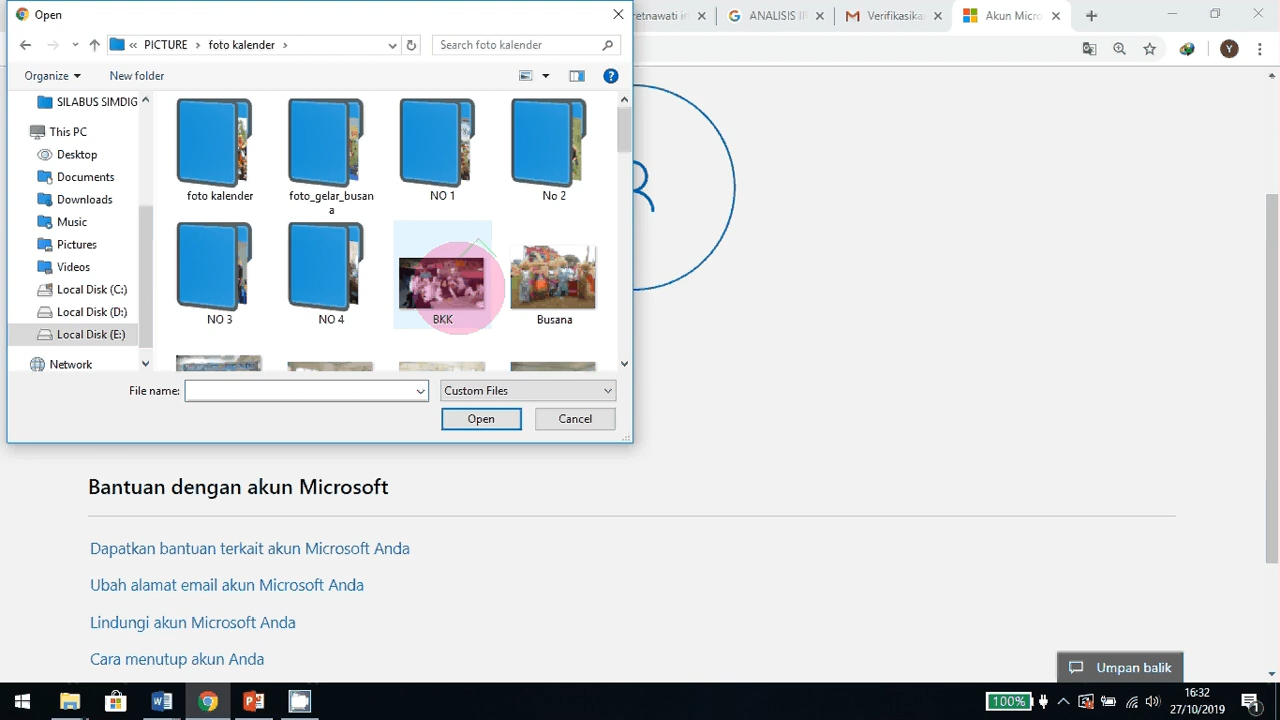 Open
retnawati in
ANALISIS IF
Verifikasika
Akun Micro
« PICTURE > foto kalender >
Search foto kalender
Y
Organize
New folder
?
SILABUS SIMDIG
This PC
Desktop
Documents
Downloads
Music
Pictures
Videos
Local Disk (C:)
Local Disk (D:)
Local Disk (E:)
Network
foto kalender
foto_gelar_busan
a
NO 1
No 2
NO 3
NO 4
BKK
Busana
File name:
Custom Files
Open
Cancel
R
Bantuan dengan akun Microsoft
Dapatkan bantuan terkait akun Microsoft Anda
Ubah alamat email akun Microsoft Anda
Lindungi akun Microsoft Anda
Cara menutup akun Anda
Umpan balik
100%
16:32
27/10/2019
1